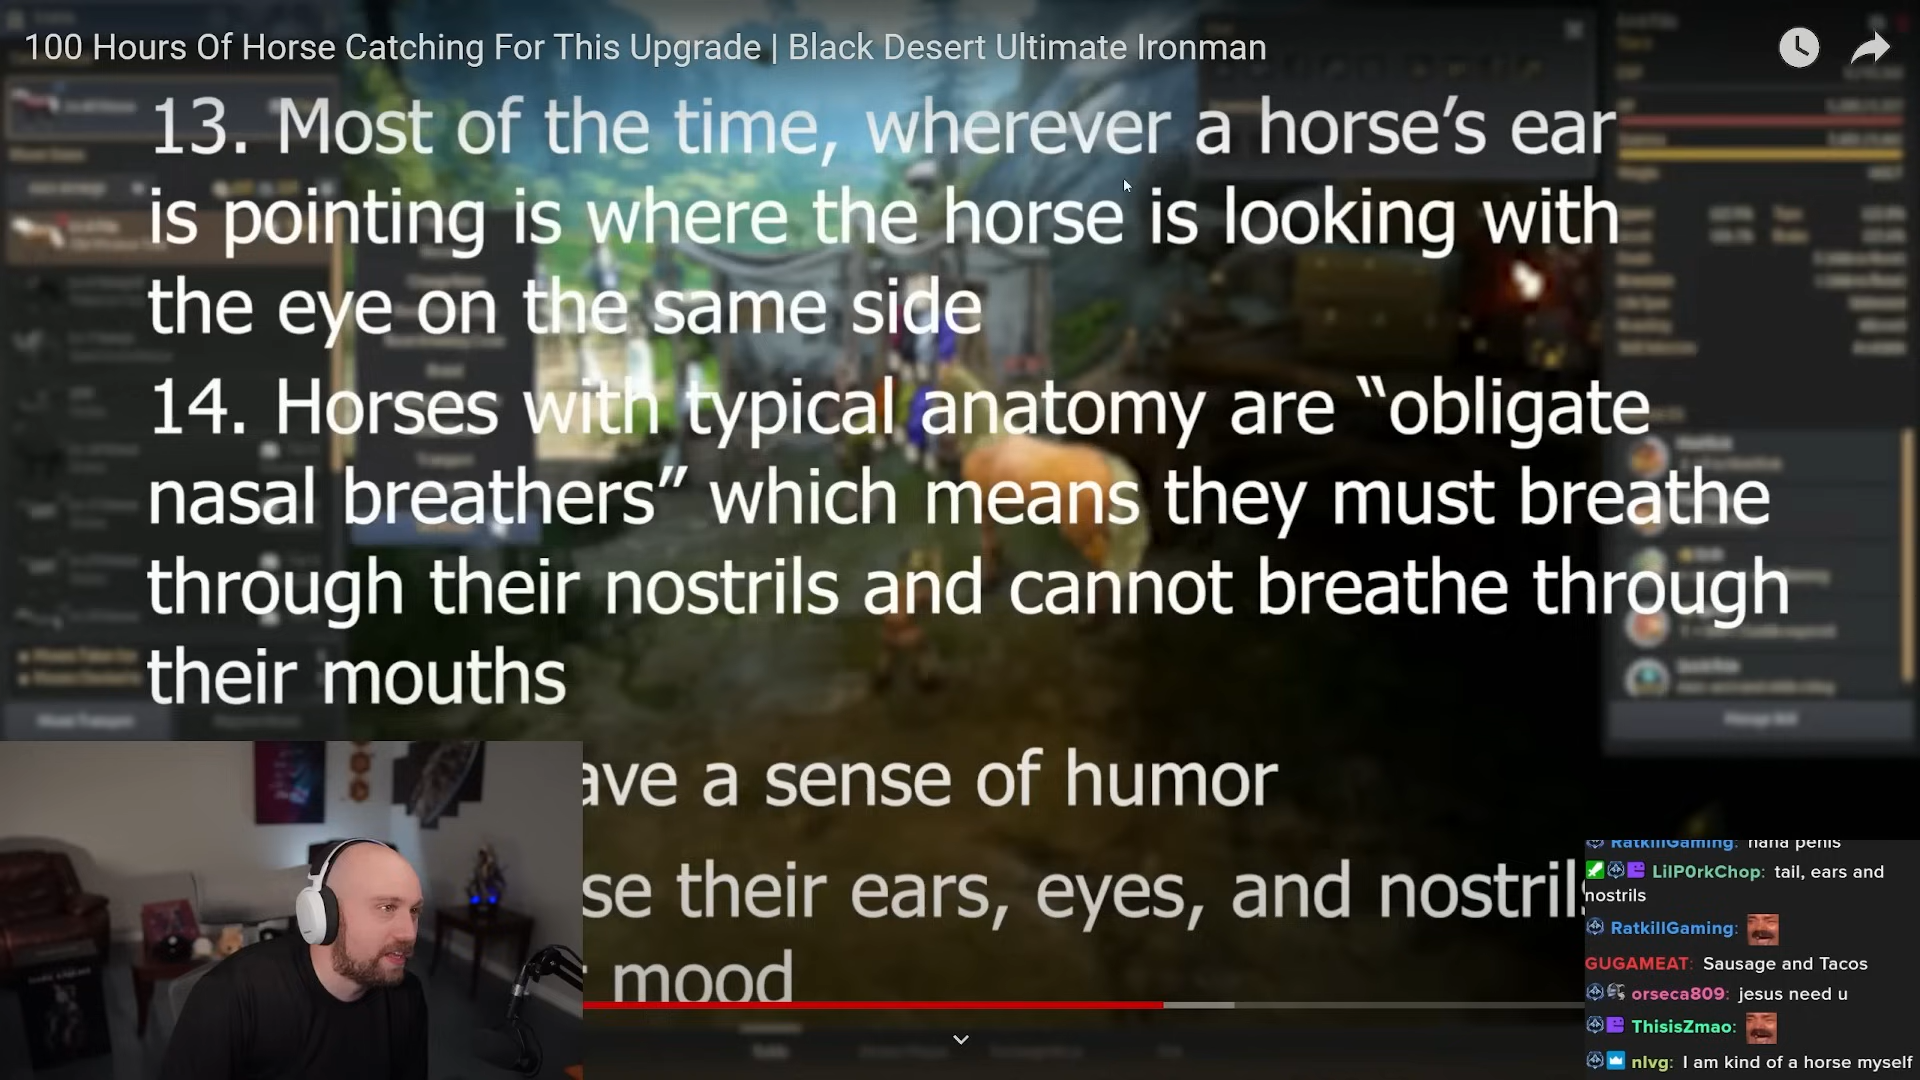 100 Hours Of Horse Catching For This Upgrade | Black Desert Ultimate Ironman
13. Most of the time, wherever a horse's ear
is pointing is where the horse is looking with
the eye on the same side
14. Horses with typical anatomy are “obligate
nasal breathers” which means they must breathe
through their nostrils and cannot breathe through
their mouths
ave a sense of humor
se their ears, eyes, and nostrils
mood
RatkillGaming: haha penis
LilP0rkChop: tail, ears and
nostrils
RatkillGaming:
GUGAMEAT: Sausage and Tacos
orseca809: jesus need u
ThisisZmao:
nlvg: I am kind of a horse myself